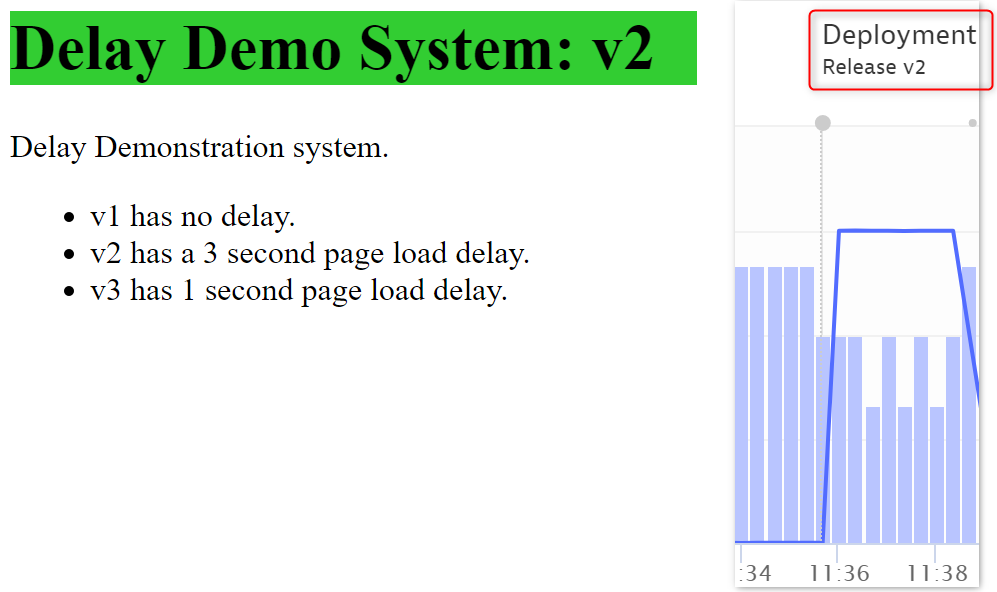 Delay Demo System: v2
Delay Demonstration system.
v1 has no delay.
v2 has a 3 second page load delay.
v3 has 1 second page load delay.
Deployment
Release v2
:34 11:36 11:38